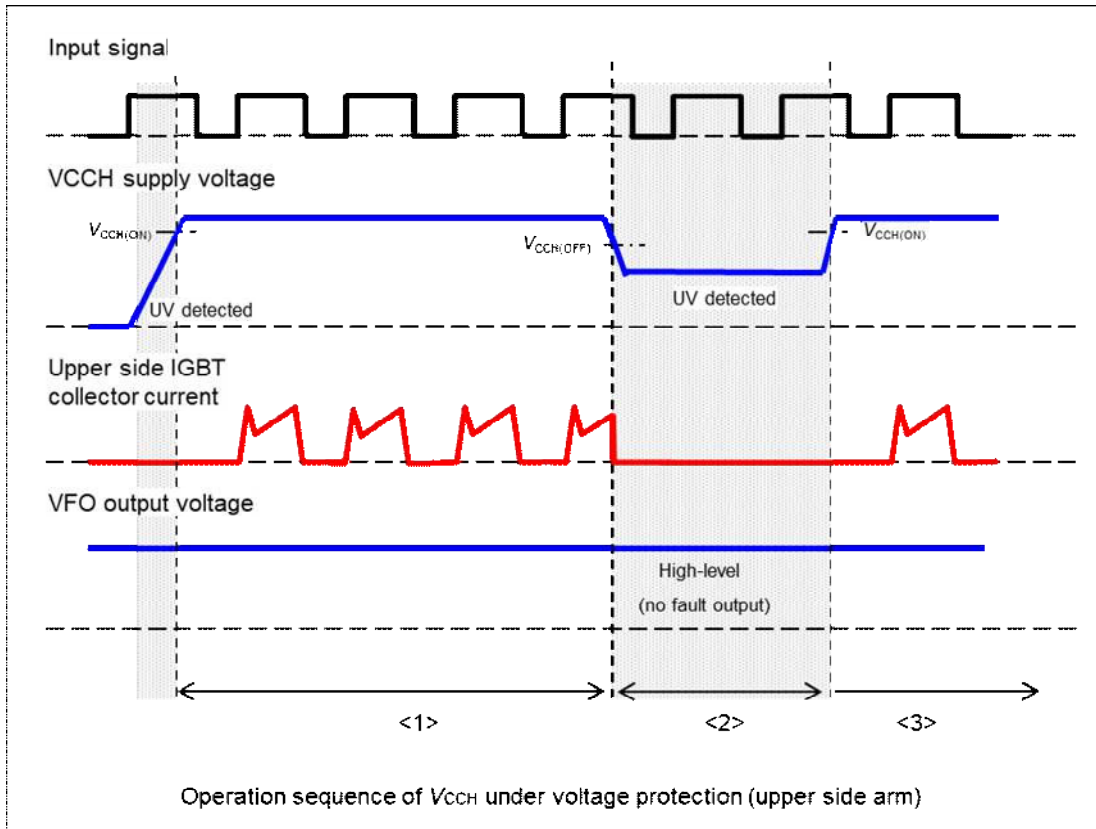 Input signal
VCCH supply voltage
VCCH(ON)
VCCH(OFF)
VCCH(ON)
UV detected
UV detected
Upper side IGBT
collector current
VFO output voltage
High-level
(no fault output)
<1>
<2>
<3>
Operation sequence of VCCH under voltage protection (upper side arm)